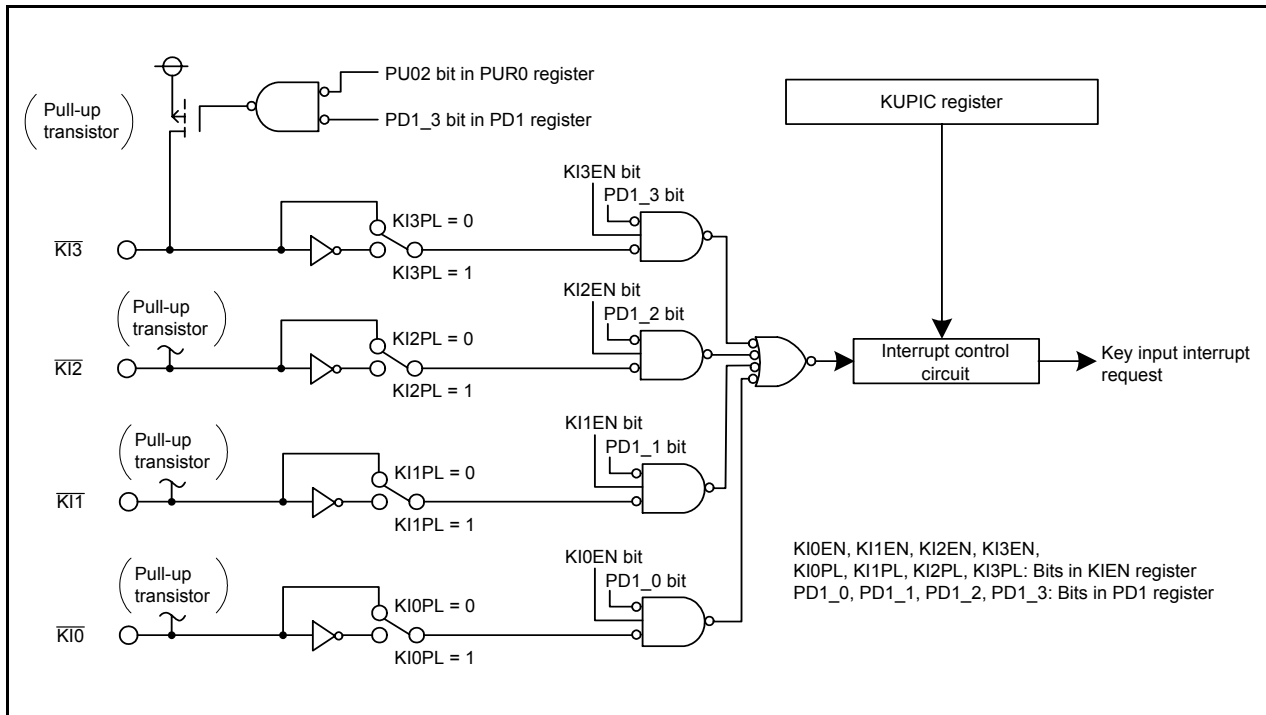 PU02 bit in PUR0 register
Pull-up
transistor
PD1_3 bit in PD1 register
KUPIC register
KI3EN bit
PD1_3 bit
KI3PL = 0
KI3
KI3PL = 1
Pull-up
transistor
KI2EN bit
PD1_2 bit
KI2PL = 0
KI2
KI2PL = 1
Interrupt control
circuit
Key input interrupt
request
Pull-up
transistor
KI1EN bit
PD1_1 bit
KI1PL = 0
KI1
KI1PL = 1
Pull-up
transistor
KI0EN bit
PD1_0 bit
KI0PL = 0
KI0
KI0PL = 1
KI0EN, KI1EN, KI2EN, KI3EN,
KI0PL, KI1PL, KI2PL, KI3PL: Bits in KIEN register
PD1_0, PD1_1, PD1_2, PD1_3: Bits in PD1 register